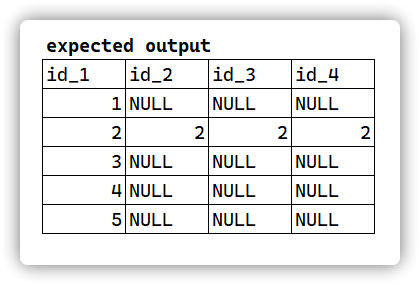 expected output
id_1 id_2 id_3 id_4
1 NULL NULL NULL
2 2 2 2
3 NULL NULL NULL
4 NULL NULL NULL
5 NULL NULL NULL